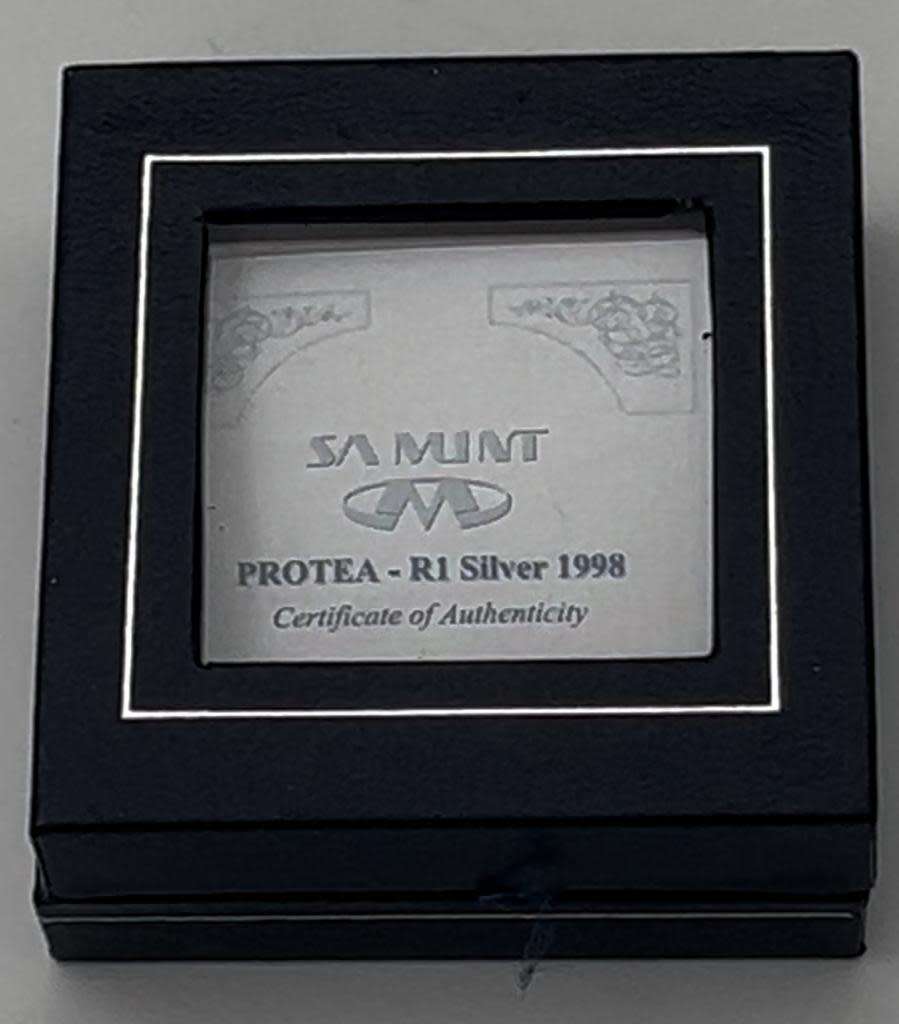 SA MINT
PROTEA - R1 Silver 1998
Certificate of Authenticity